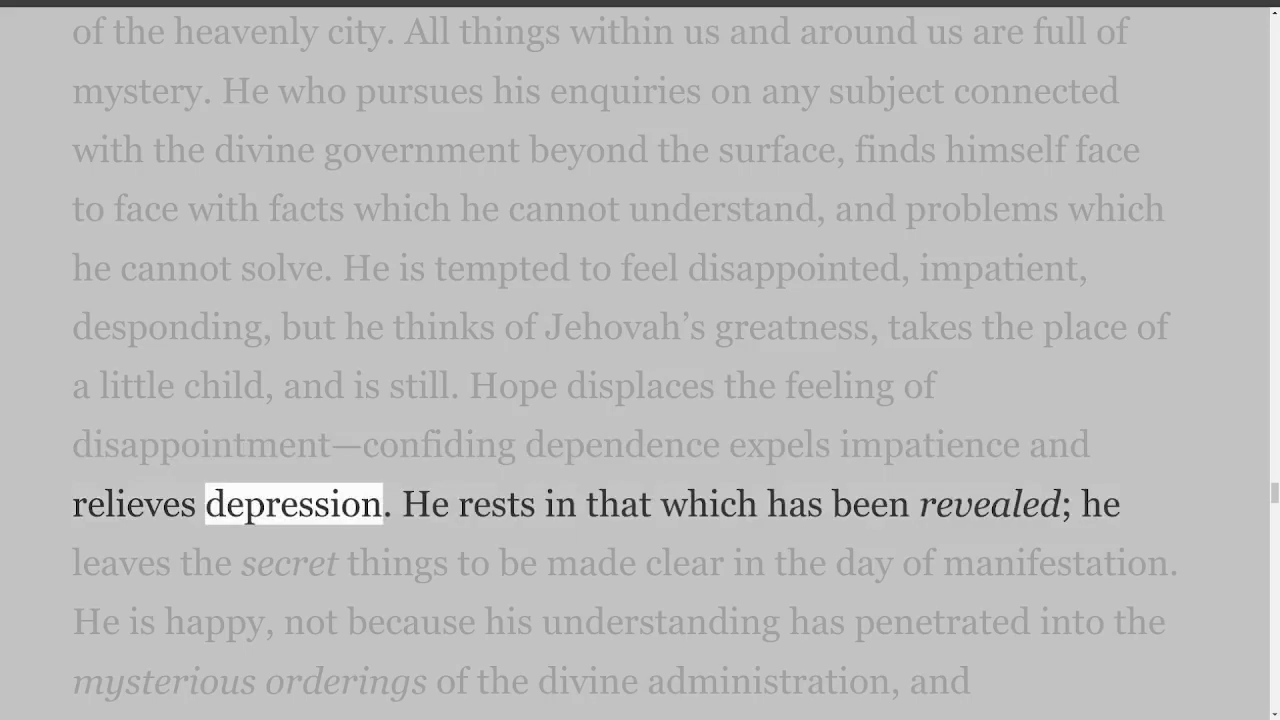 of the heavenly city. All things within us and around us are full of
mystery. He who pursues his enquiries on any subject connected
with the divine government beyond the surface, finds himself face
to face with facts which he cannot understand, and problems which
he cannot solve. He is tempted to feel disappointed, impatient,
desponding, but he thinks of Jehovah’s greatness, takes the place of
a little child, and is still. Hope displaces the feeling of
disappointment—confiding dependence expels impatience and
relieves depression. He rests in that which has been revealed; he
leaves the secret things to be made clear in the day of manifestation.
He is happy, not because his understanding has penetrated into the
mysterious orderings of the divine administration, and